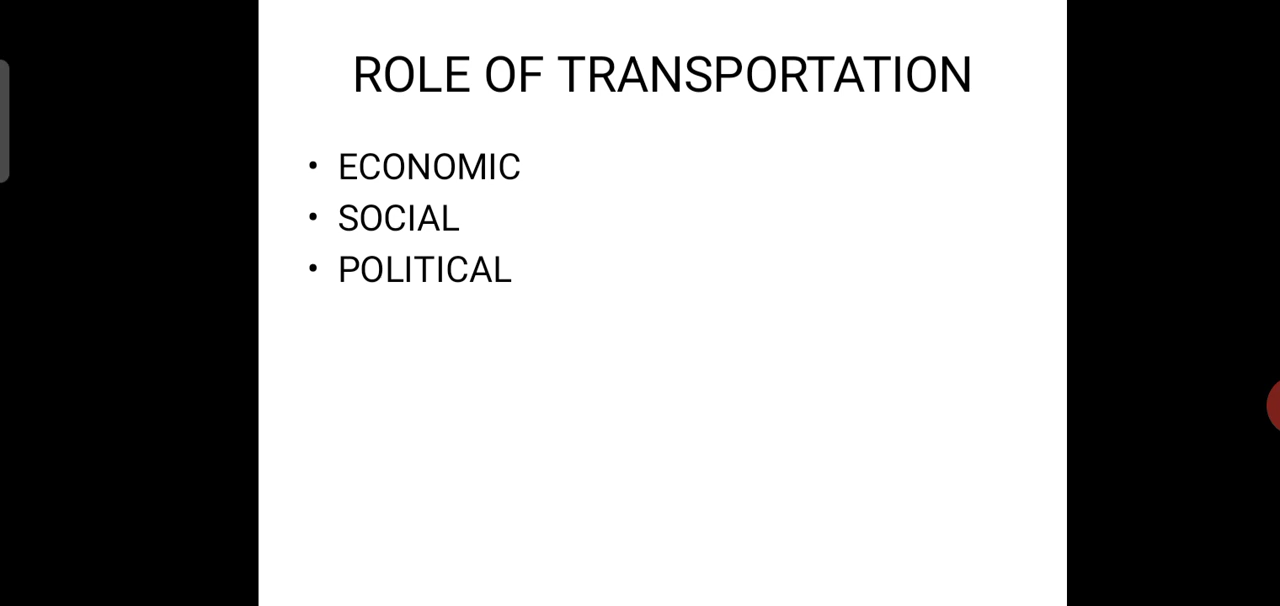 ROLE OF TRANSPORTATION
• ECONOMIC
• SOCIAL
• POLITICAL